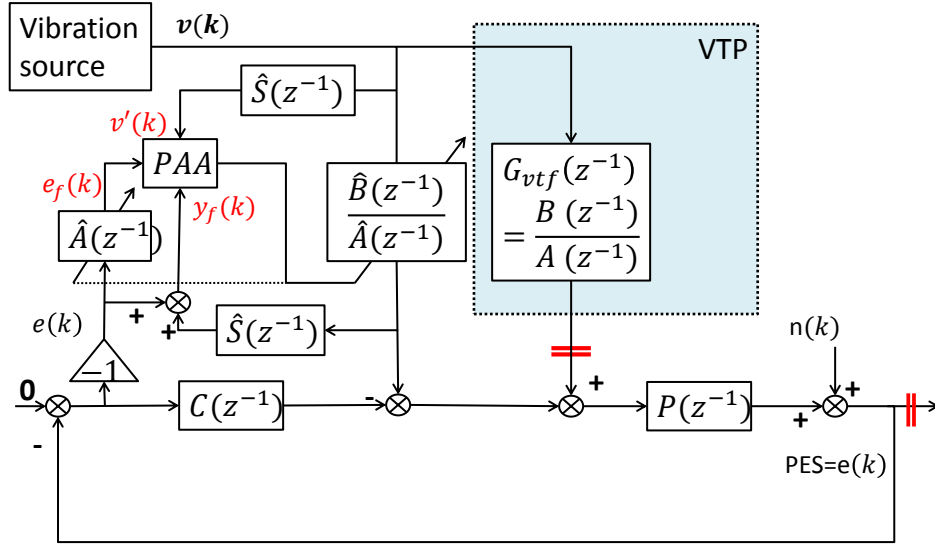 Vibration
source
v(k)
VTP
Ŝ(z⁻¹)
v'(k)
PAA
e_f(k)
y_f(k)
Â(z⁻¹)
B̂(z⁻¹)
Â(z⁻¹)
G_vtf(z⁻¹)
= B (z⁻¹)
A (z⁻¹)
e(k)
+
+
Ŝ(z⁻¹)
n(k)
−1
0
-
C(z⁻¹)
-
+
P(z⁻¹)
+
+
PES=e(k)